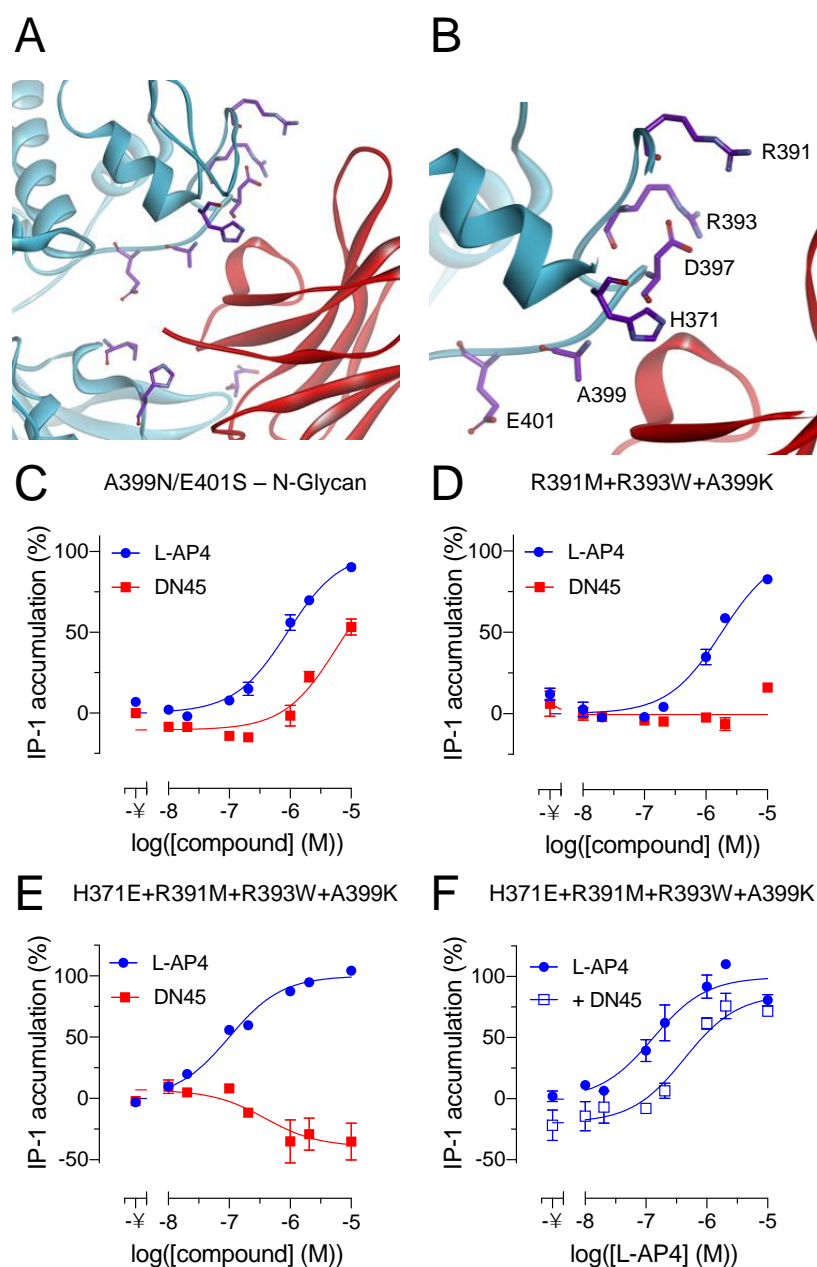 A
B
R391
R393
D397
H371
A399
E401
C
A399N/E401S – N-Glycan
IP-1 accumulation (%)
100
50
0
L-AP4
DN45
-¥
-8
-7
-6
-5
log([compound] (M))
D
R391M+R393W+A399K
IP-1 accumulation (%)
100
50
0
L-AP4
DN45
-¥
-8
-7
-6
-5
log([compound] (M))
E
H371E+R391M+R393W+A399K
IP-1 accumulation (%)
100
50
0
-50
L-AP4
DN45
-¥
-8
-7
-6
-5
log([compound] (M))
F
H371E+R391M+R393W+A399K
IP-1 accumulation (%)
100
50
0
-50
L-AP4
+ DN45
-¥
-8
-7
-6
-5
log([L-AP4] (M))